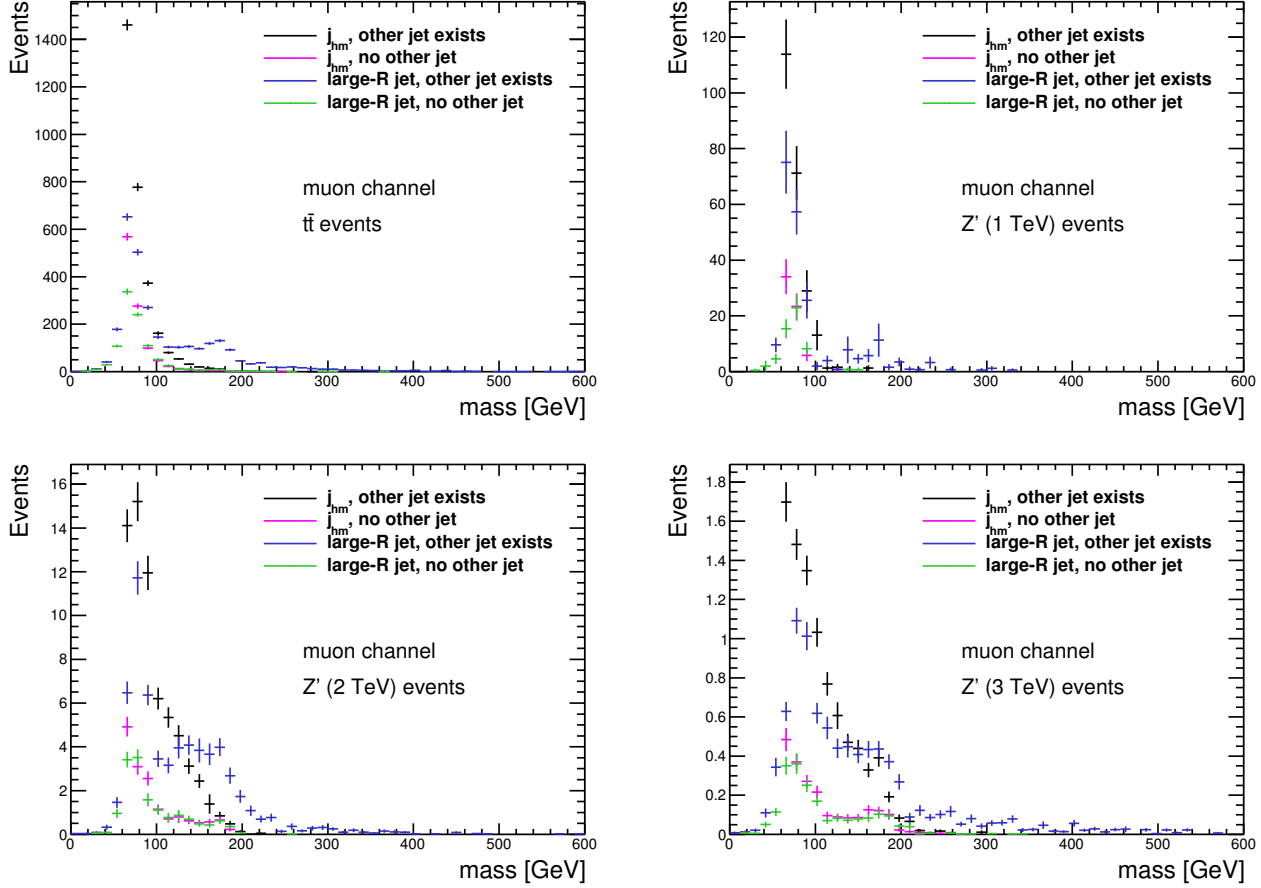 Events
1400
1200
1000
800
600
400
200
0
j_hm, other jet exists
j_hm, no other jet
large-R jet, other jet exists
large-R jet, no other jet
muon channel
tt̄ events
0 100 200 300 400 500 600
mass [GeV]
Events
120
100
80
60
40
20
0
j_hm, other jet exists
j_hm, no other jet
large-R jet, other jet exists
large-R jet, no other jet
muon channel
Z' (1 TeV) events
0 100 200 300 400 500 600
mass [GeV]
Events
16
14
12
10
8
6
4
2
0
j_hm, other jet exists
j_hm, no other jet
large-R jet, other jet exists
large-R jet, no other jet
muon channel
Z' (2 TeV) events
0 100 200 300 400 500 600
mass [GeV]
Events
1.8
1.6
1.4
1.2
1
0.8
0.6
0.4
0.2
0
j_hm, other jet exists
j_hm, no other jet
large-R jet, other jet exists
large-R jet, no other jet
muon channel
Z' (3 TeV) events
0 100 200 300 400 500 600
mass [GeV]